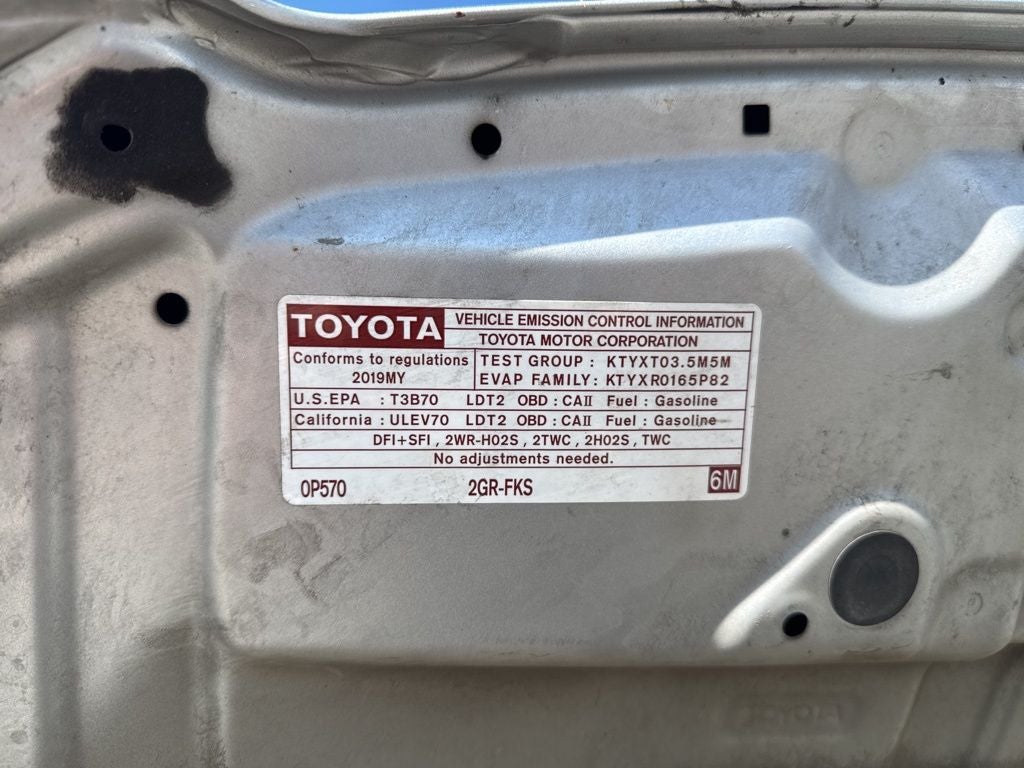 TOYOTA VEHICLE EMISSION CONTROL INFORMATION
TOYOTA MOTOR CORPORATION
Conforms to regulations TEST GROUP : KTYXT03.5M5M
2019MY EVAP FAMILY: KTYXR0165P82
U.S.EPA : T3B70 LDT2 OBD : CAII Fuel : Gasoline
California : ULEV70 LDT2 OBD : CAII Fuel : Gasoline
DFI+SFI , 2WR-HO2S , 2TWC , 2HO2S , TWC
No adjustments needed.
0P570 2GR-FKS 6M